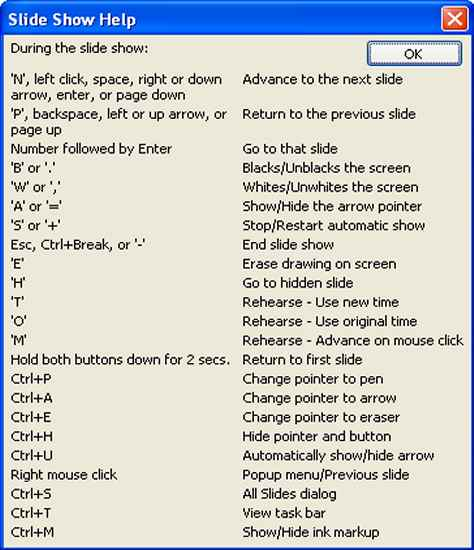 Slide Show Help
During the slide show:
OK
'N', left click, space, right or down Advance to the next slide
arrow, enter, or page down
'P', backspace, left or up arrow, or Return to the previous slide
page up
Number followed by Enter Go to that slide
'B' or '.' Blacks/Unblacks the screen
'W' or ',' Whites/Unwhites the screen
'A' or '=' Show/Hide the arrow pointer
'S' or '+' Stop/Restart automatic show
Esc, Ctrl+Break, or '-' End slide show
'E' Erase drawing on screen
'H' Go to hidden slide
'T' Rehearse - Use new time
'O' Rehearse - Use original time
'M' Rehearse - Advance on mouse click
Hold both buttons down for 2 secs. Return to first slide
Ctrl+P Change pointer to pen
Ctrl+A Change pointer to arrow
Ctrl+E Change pointer to eraser
Ctrl+H Hide pointer and button
Ctrl+U Automatically show/hide arrow
Right mouse click Popup menu/Previous slide
Ctrl+S All Slides dialog
Ctrl+T View task bar
Ctrl+M Show/Hide ink markup